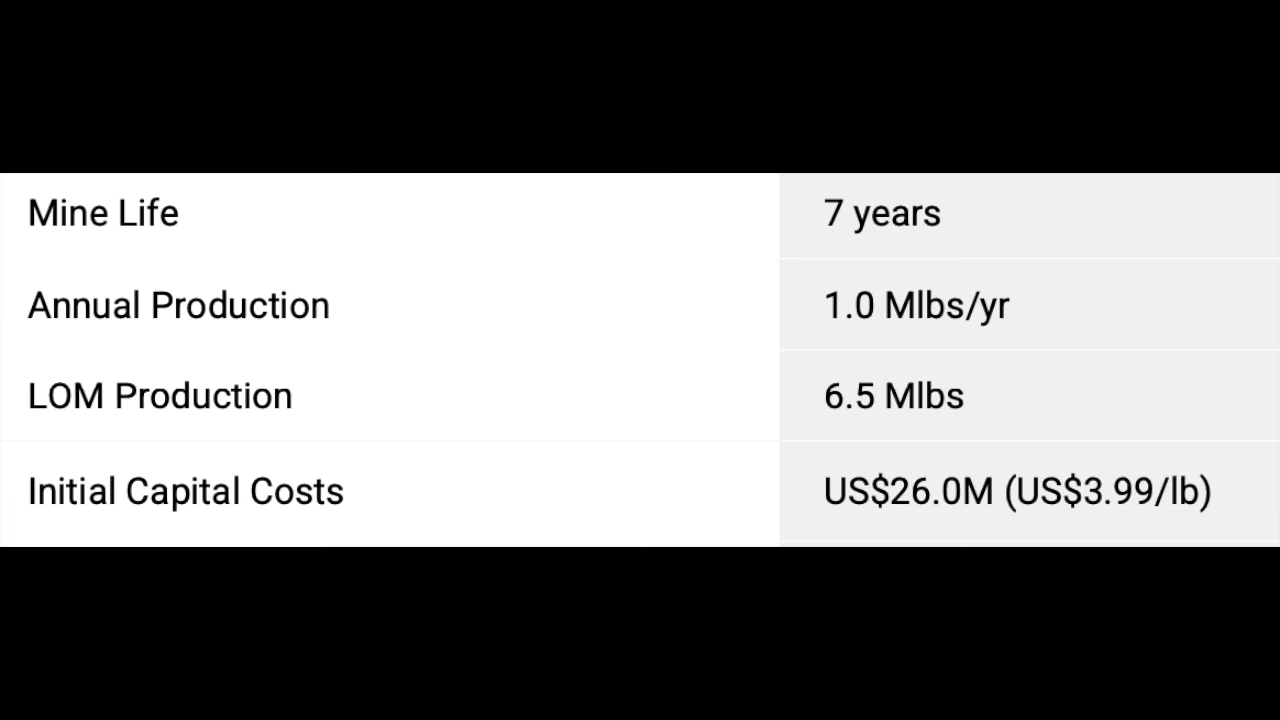 Mine Life 7 years
Annual Production 1.0 Mlbs/yr
LOM Production 6.5 Mlbs
Initial Capital Costs US$26.0M (US$3.99/lb)